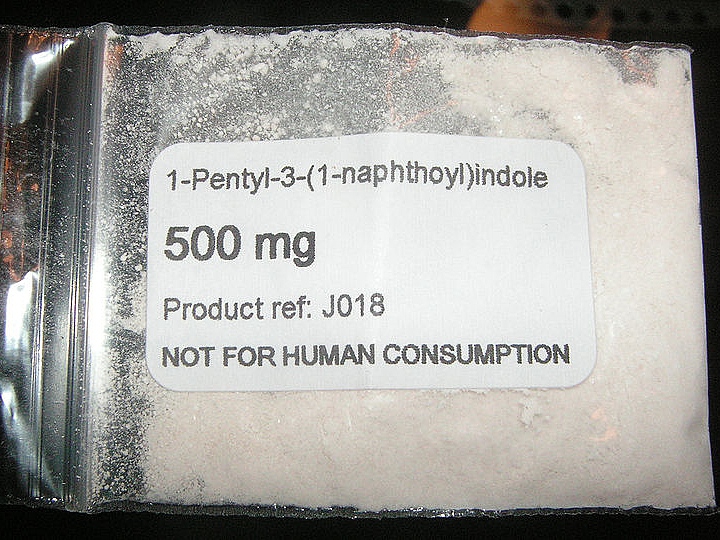 1-Pentyl-3-(1-naphthoyl)indole
500 mg
Product ref: J018
NOT FOR HUMAN CONSUMPTION